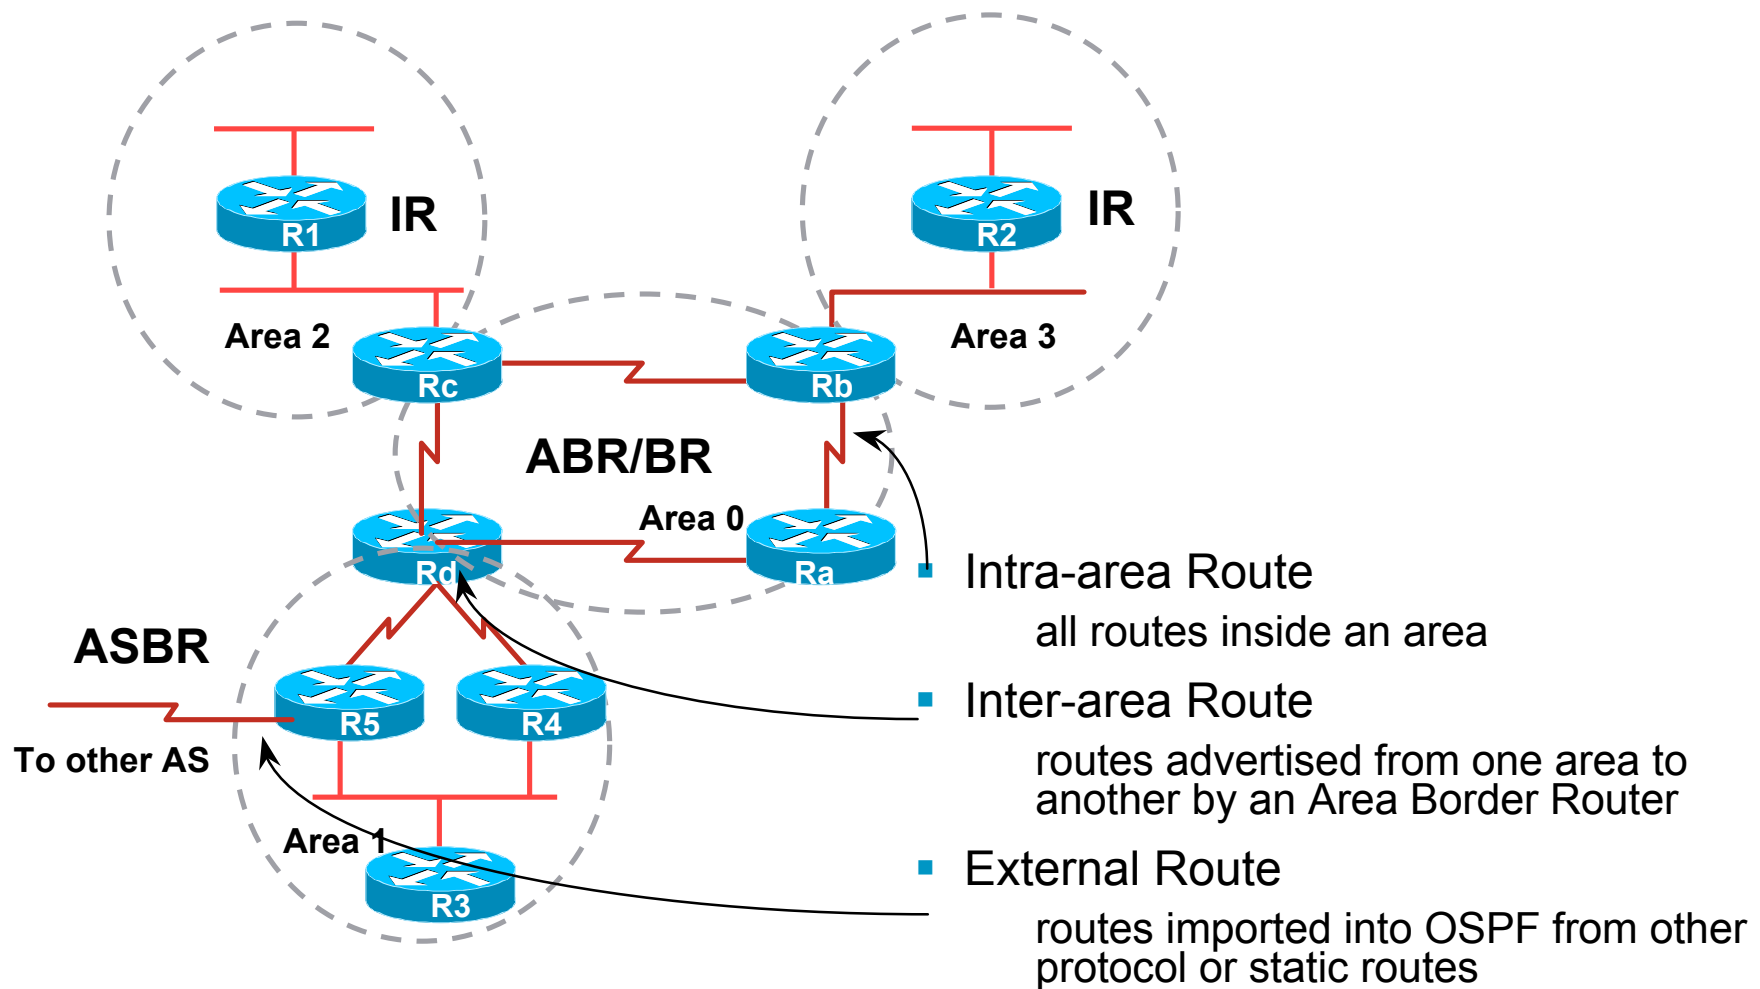 IR
R1
IR
R2
Area 2
Area 3
Rc
Rb
ABR/BR
Area 0
Rd
Ra
▪ Intra-area Route
all routes inside an area
ASBR
R5
R4
To other AS
▪ Inter-area Route
routes advertised from one area to
another by an Area Border Router
Area 1
R3
▪ External Route
routes imported into OSPF from other
protocol or static routes